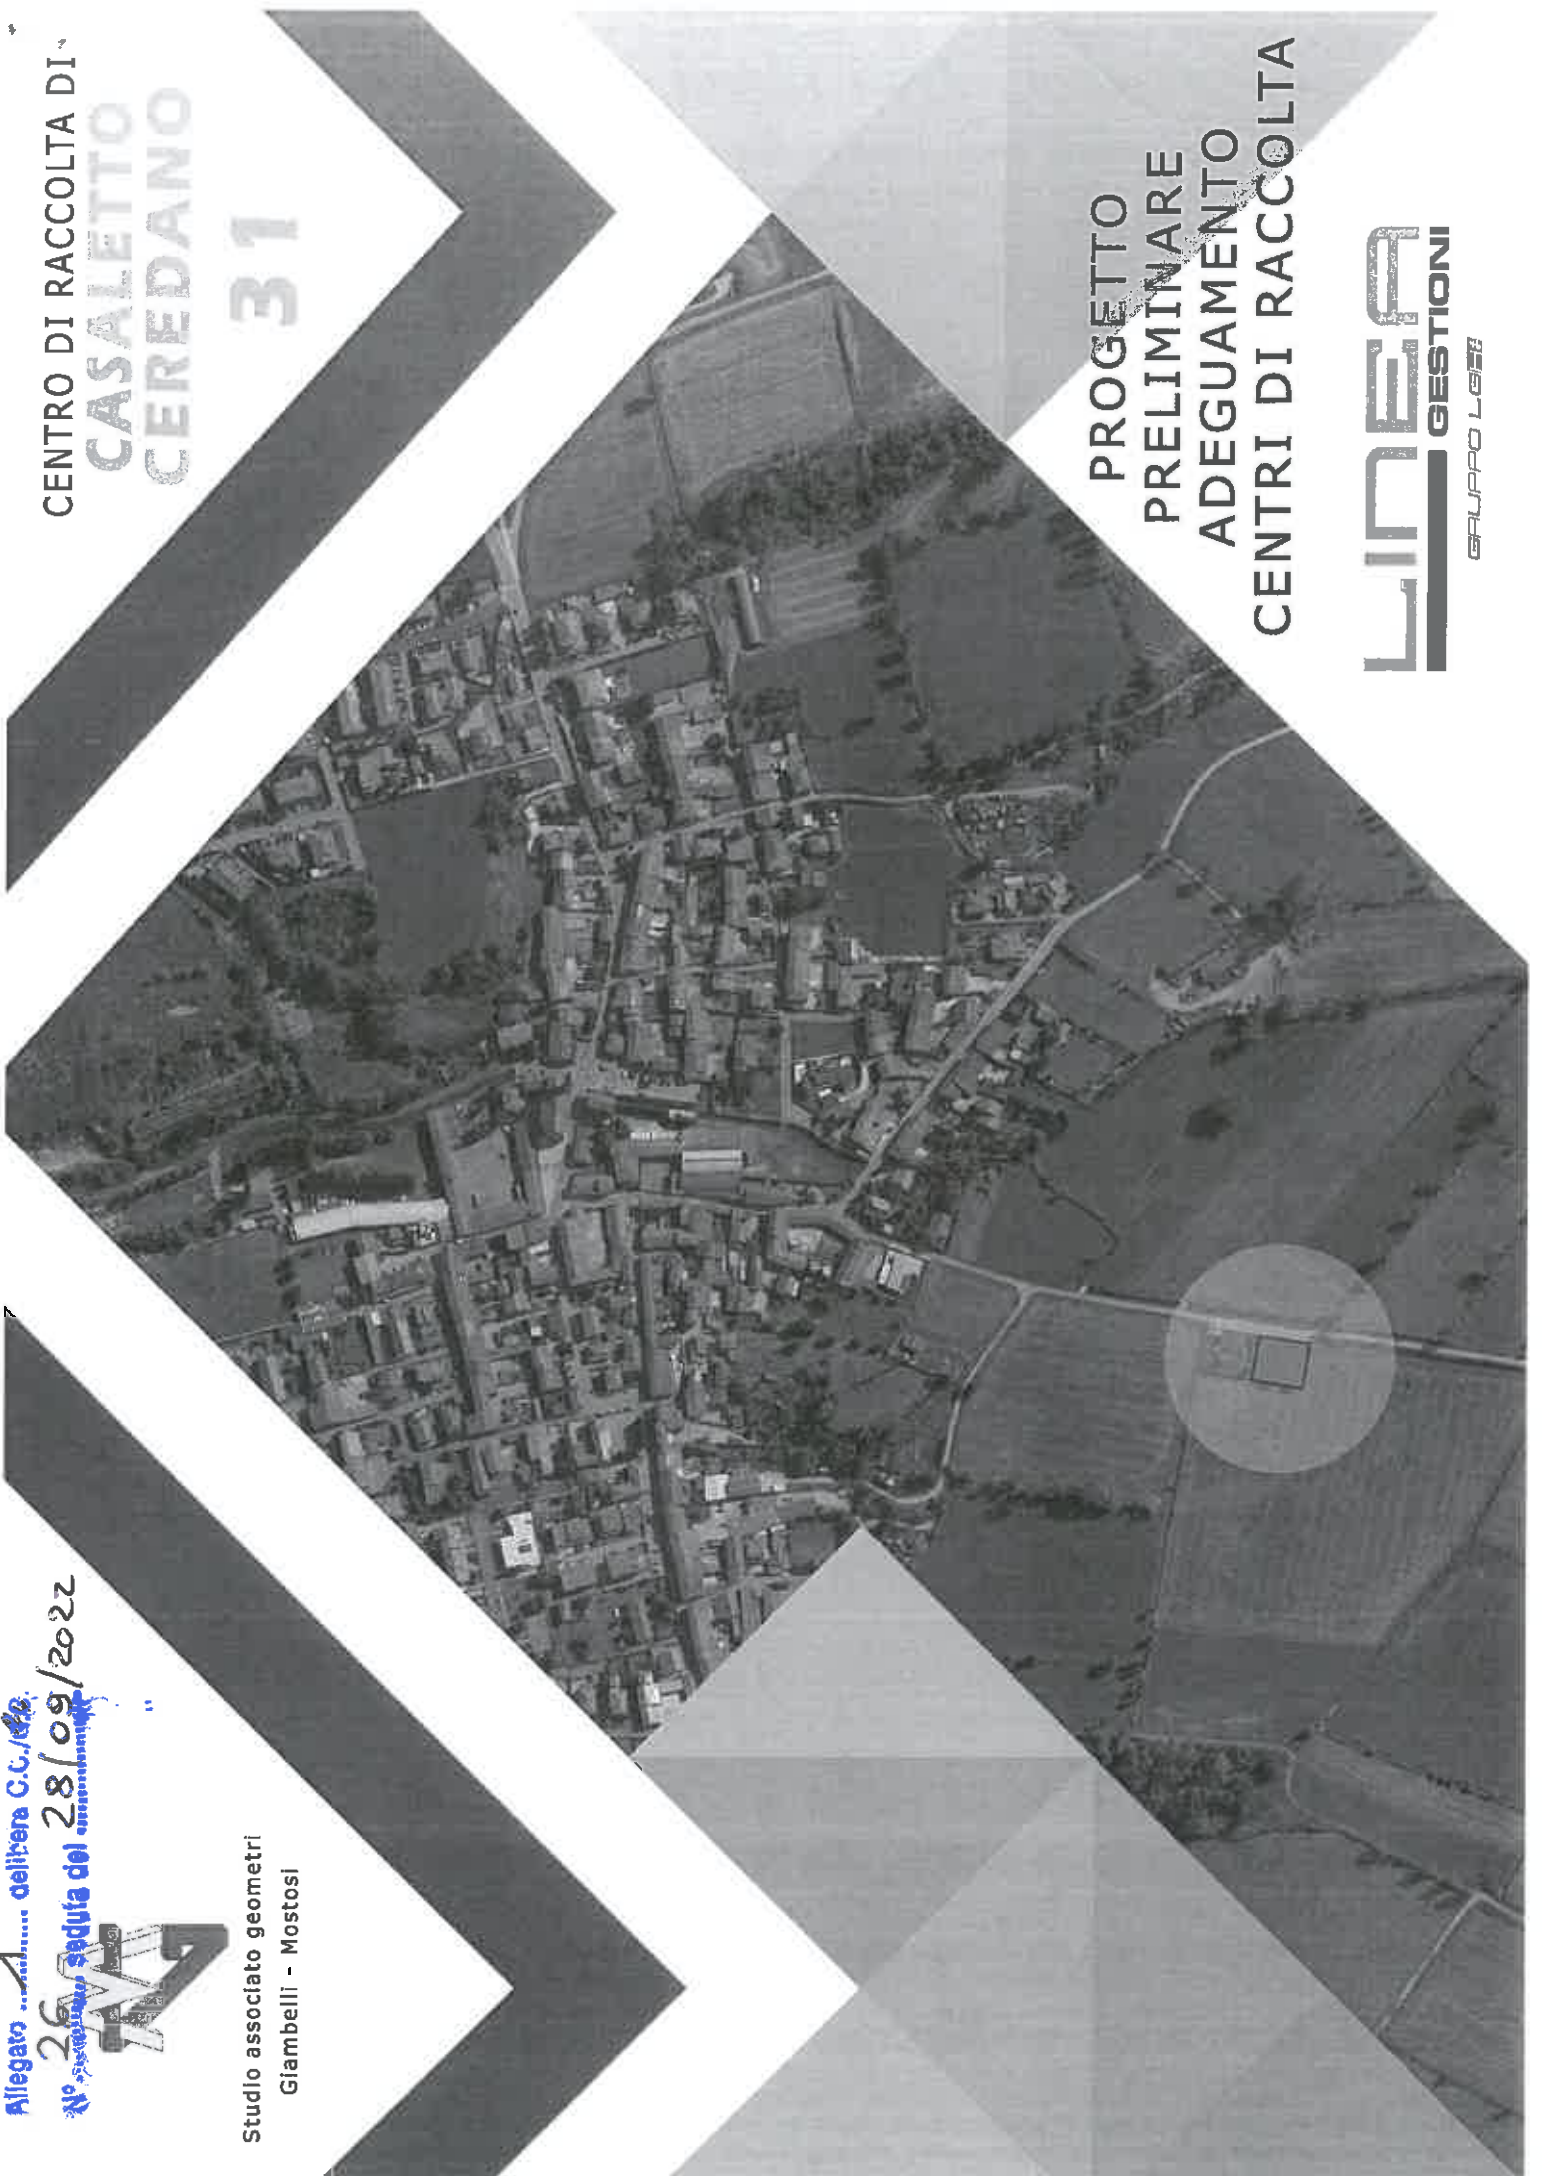 Allegato 1 delibera C.C./
N° 26 seduta del 28/09/2022
Studio associato geometri
Giambelli - Mostosi
CENTRO DI RACCOLTA DI
CASALETTO
CEREDANO
31
PROGETTO
PRELIMINARE
ADEGUAMENTO
CENTRI DI RACCOLTA
LINEA
GESTIONI
GRUPPO LGH